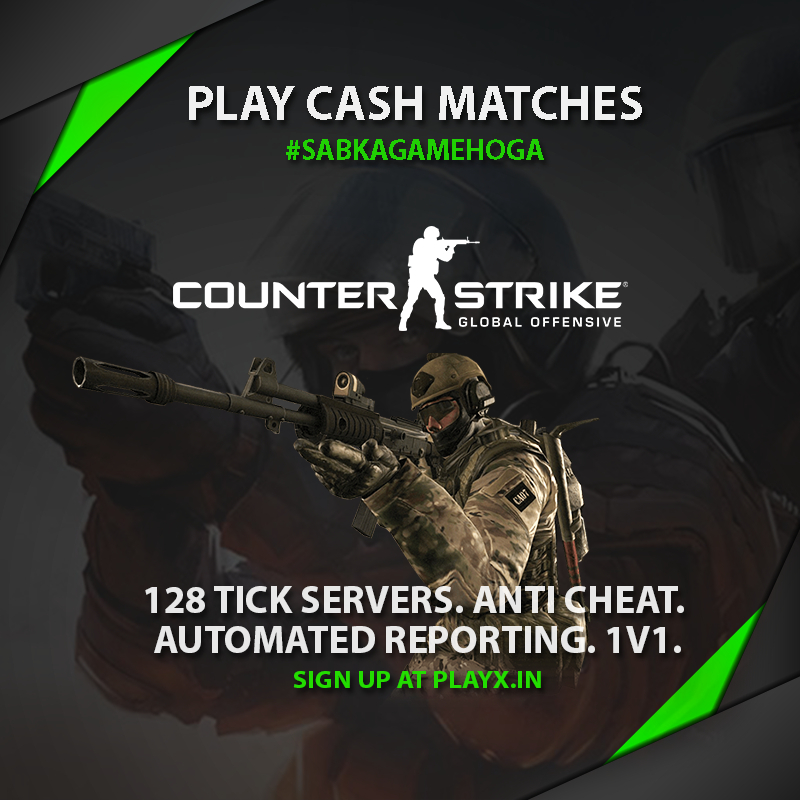 PLAY CASH MATCHES
#SABKAGAMEHOGA
COUNTER STRIKE
GLOBAL OFFENSIVE
128 TICK SERVERS. ANTI CHEAT.
AUTOMATED REPORTING. 1V1.
SIGN UP AT PLAYX.IN